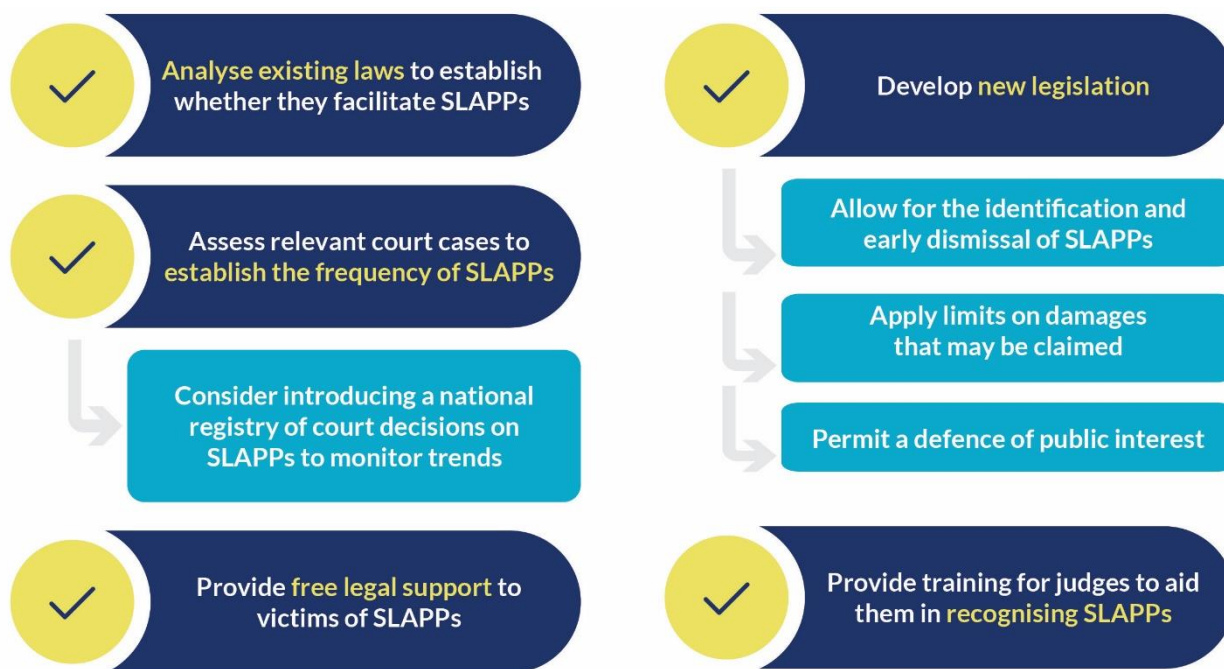 Analyse existing laws to establish
whether they facilitate SLAPPs
Assess relevant court cases to
establish the frequency of SLAPPs
Consider introducing a national
registry of court decisions on
SLAPPs to monitor trends
Provide free legal support to
victims of SLAPPs
Develop new legislation
Allow for the identification and
early dismissal of SLAPPs
Apply limits on damages
that may be claimed
Permit a defence of public interest
Provide training for judges to aid
them in recognising SLAPPs